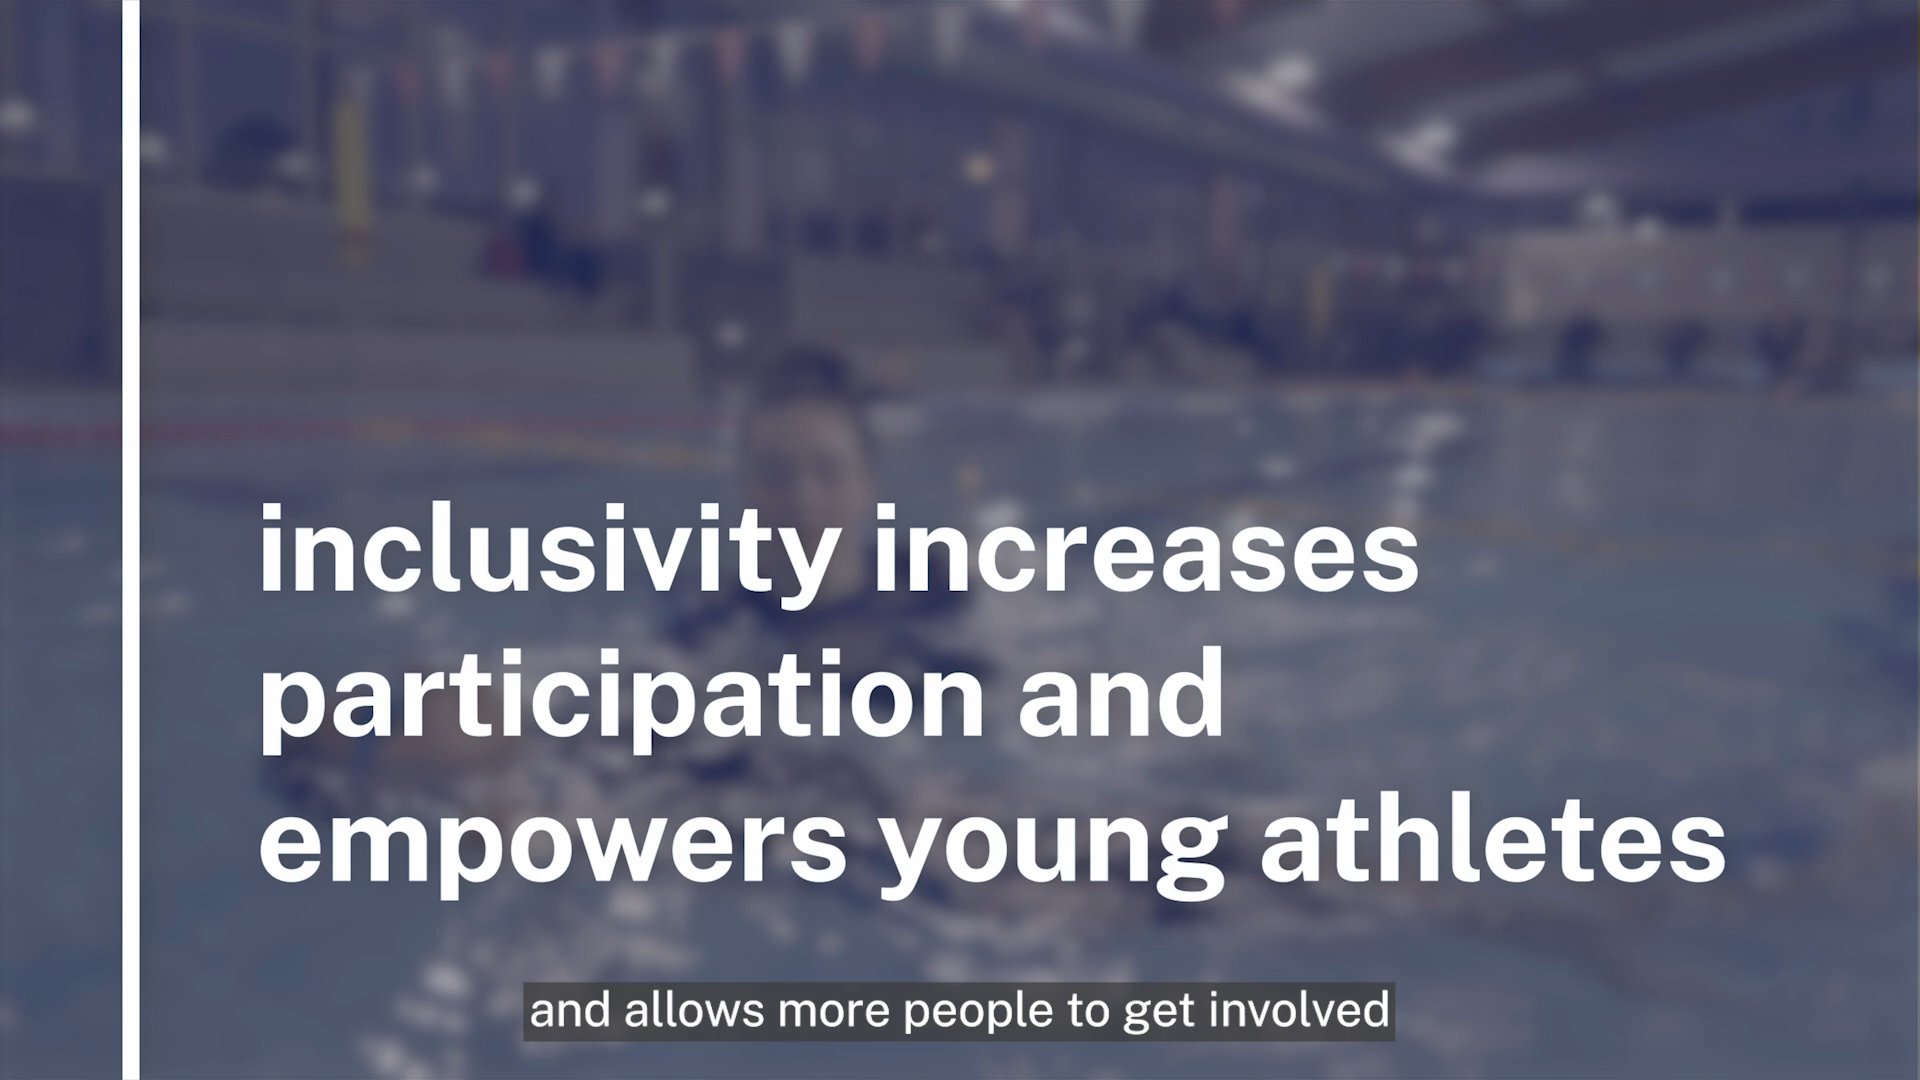 inclusivity increases
participation and
empowers young athletes
and allows more people to get involved